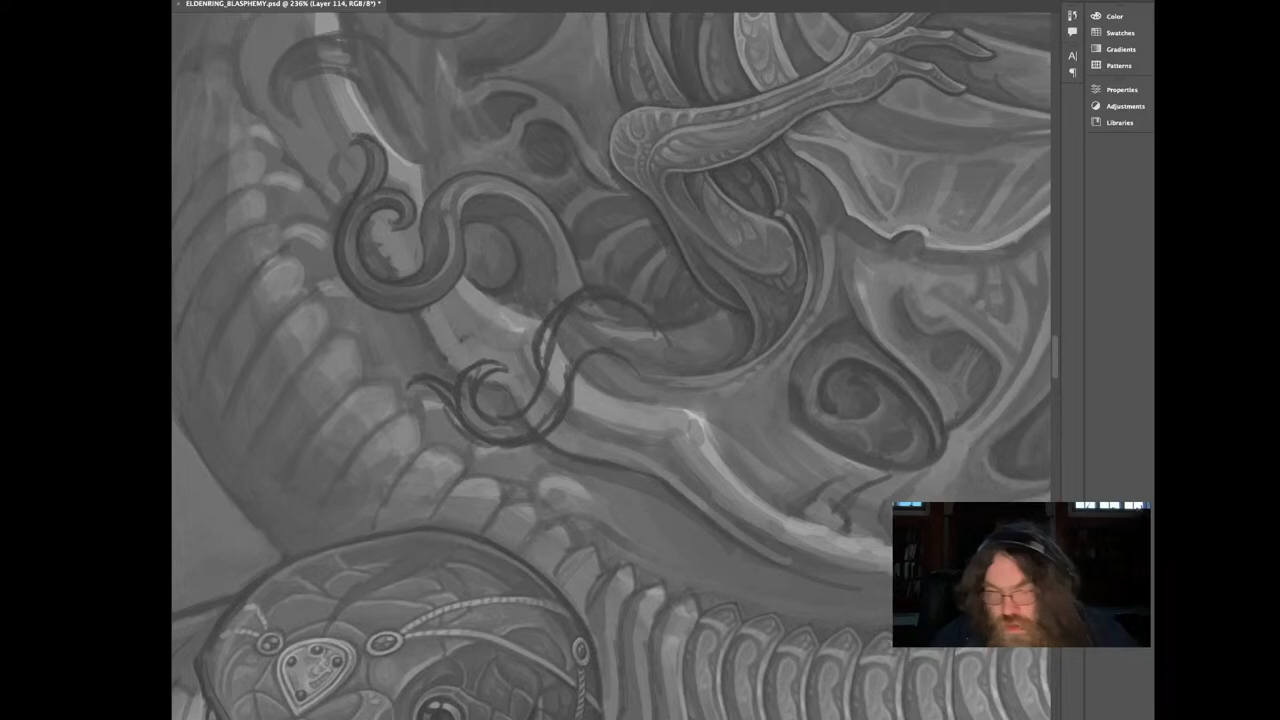 × ELDENRING_BLASPHEMY.psd @ 236% (Layer 114, RGB/8*) *
Color
Swatches
Gradients
A|
Patterns
¶
Properties
Adjustments
Libraries